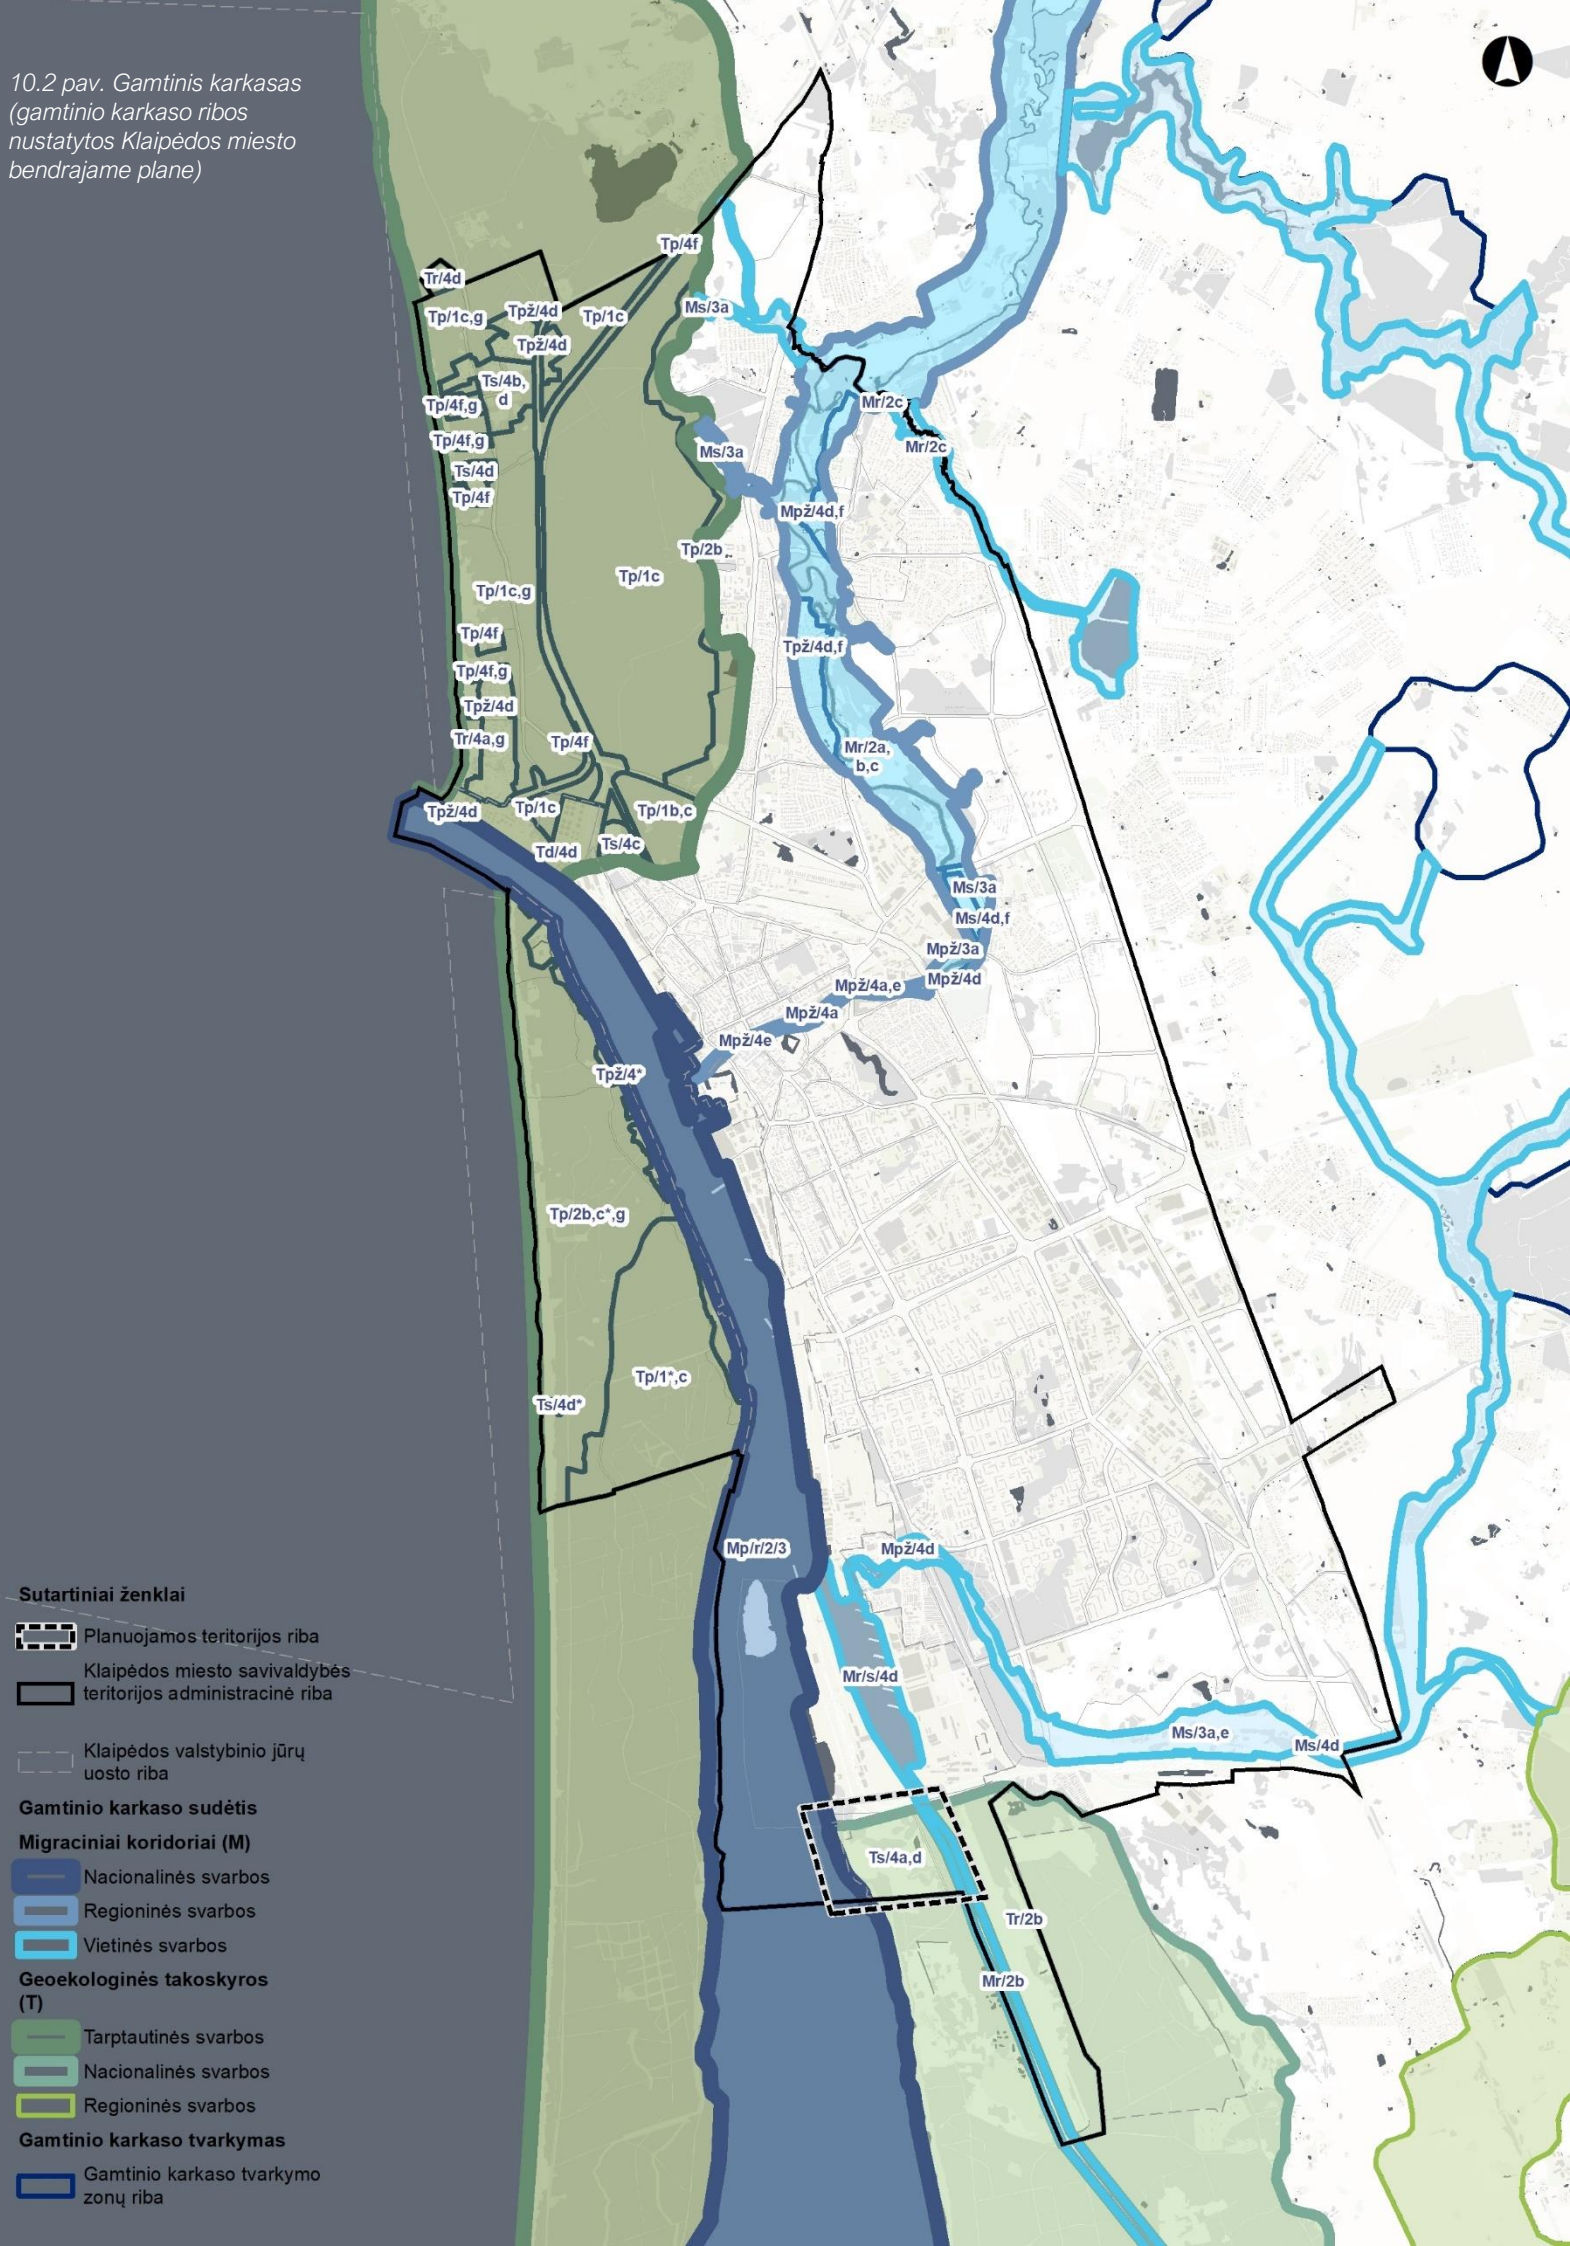 10.2 pav. Gamtinis karkasas
(gamtinio karkaso ribos
nustatytos Klaipėdos miesto
bendrajame plane)
Tp/4f
Tr/4d
Tp/1c,g
Tpž/4d
Tp/1c
Ms/3a
Tpž/4d
Ts/4b,
d
Tp/4f,g
Mr/2c
Tp/4f,g
Mr/2c
Ms/3a
Ts/4d
Tp/4f
Mpž/4d,f
Tp/2b
Tp/1c
Tp/1c,g
Tp/4f
Tpž/4d,f
Tp/4f,g
Tpž/4d
Tr/4a,g
Tp/4f
Mr/2a,
b,c
Tpž/4d
Tp/1c
Tp/1b,c
Td/4d
Ts/4c
Ms/3a
Ms/4d,f
Mpž/3a
Mpž/4d
Mpž/4a,e
Mpž/4a
Mpž/4e
Tpž/4*
Tp/2b,c*,g
Tp/1*,c
Ts/4d*
Mp/r/2/3
Mpž/4d
Mr/s/4d
Ms/3a,e
Ms/4d
Ts/4a,d
Tr/2b
Mr/2b
Sutartiniai ženklai
Planuojamos teritorijos riba
Klaipėdos miesto savivaldybės
teritorijos administracinė riba
Klaipėdos valstybinio jūrų
uosto riba
Gamtinio karkaso sudėtis
Migraciniai koridoriai (M)
Nacionalinės svarbos
Regioninės svarbos
Vietinės svarbos
Geoekologinės takoskyros
(T)
Tarptautinės svarbos
Nacionalinės svarbos
Regioninės svarbos
Gamtinio karkaso tvarkymas
Gamtinio karkaso tvarkymo
zonų riba